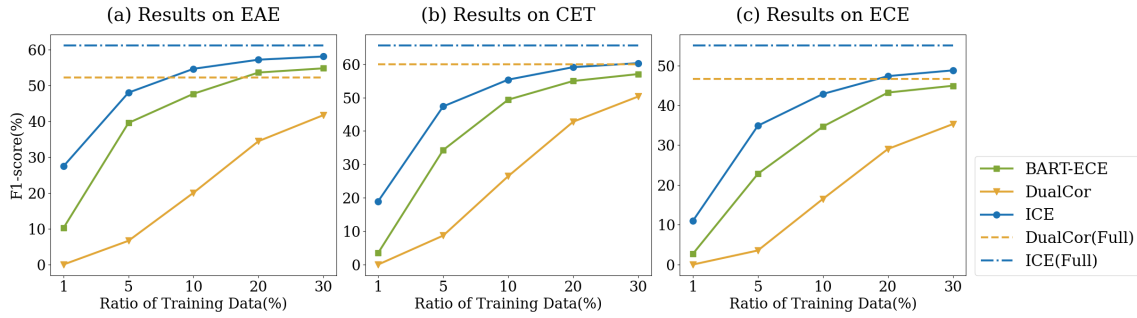 (a) Results on EAE
(b) Results on CET
(c) Results on ECE
F1-score(%)
60
50
40
30
20
10
0
1 5 10 20 30
Ratio of Training Data(%)
60
50
40
30
20
10
0
1 5 10 20 30
Ratio of Training Data(%)
50
40
30
20
10
0
1 5 10 20 30
Ratio of Training Data(%)
BART-ECE
DualCor
ICE
DualCor(Full)
ICE(Full)